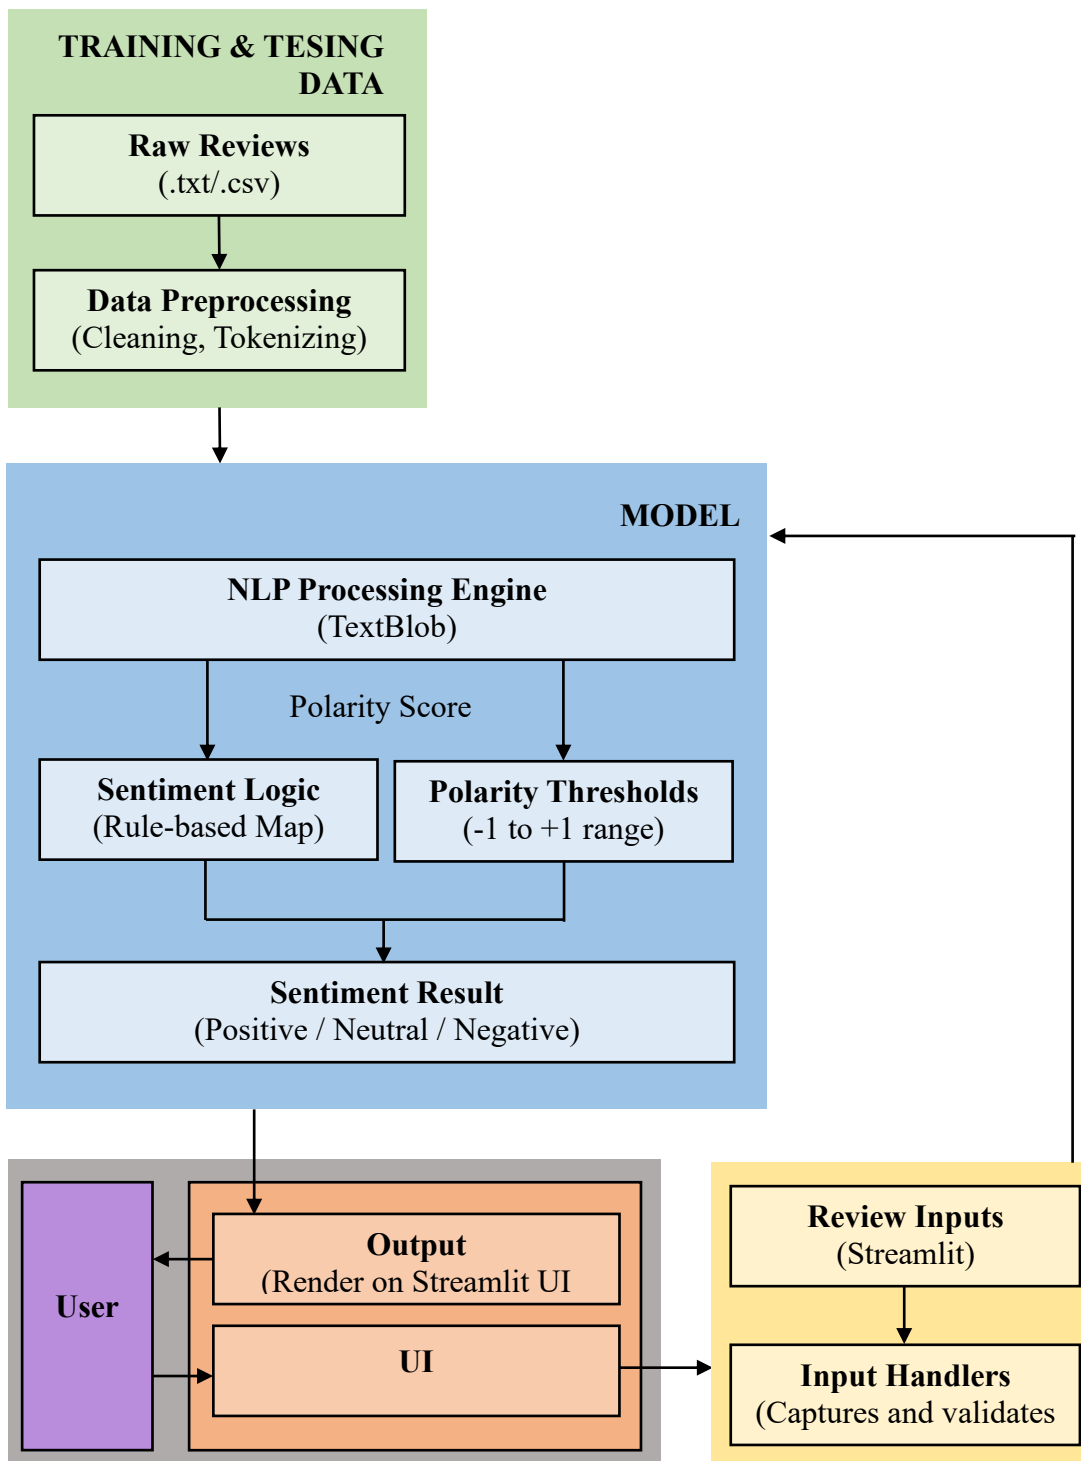 TRAINING & TESING
DATA
Raw Reviews
(.txt/.csv)
Data Preprocessing
(Cleaning, Tokenizing)
MODEL
NLP Processing Engine
(TextBlob)
Polarity Score
Sentiment Logic
(Rule-based Map)
Polarity Thresholds
(-1 to +1 range)
Sentiment Result
(Positive / Neutral / Negative)
User
Output
(Render on Streamlit UI
UI
Review Inputs
(Streamlit)
Input Handlers
(Captures and validates